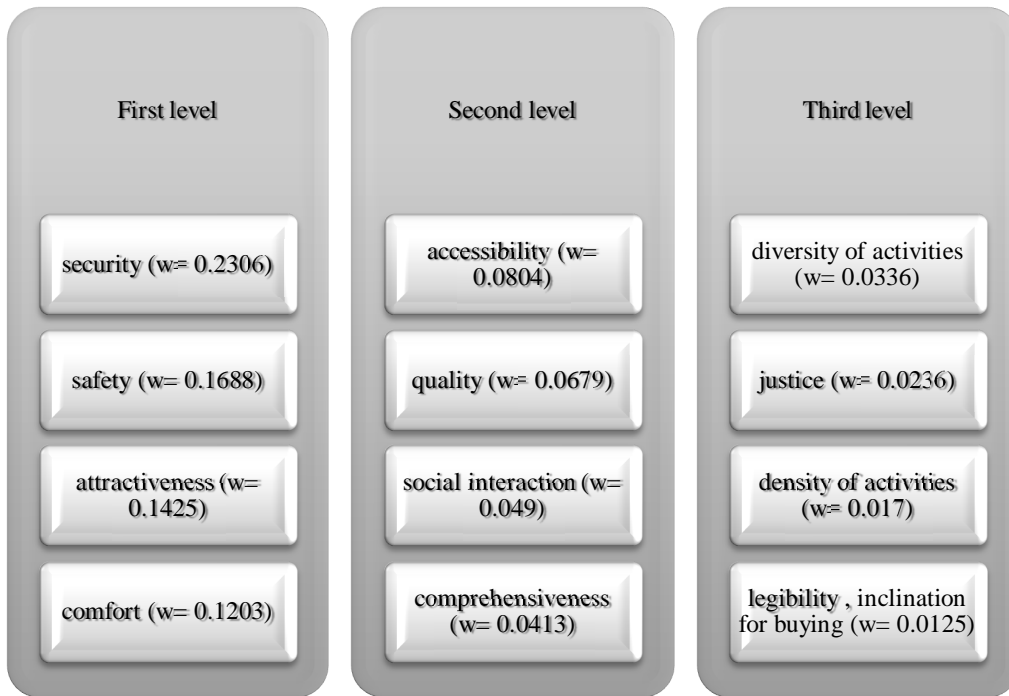 First level
security (w= 0.2306)
safety (w= 0.1688)
attractiveness (w=
0.1425)
comfort (w= 0.1203)
Second level
accessibility (w=
0.0804)
quality (w= 0.0679)
social interaction (w=
0.049)
comprehensiveness
(w= 0.0413)
Third level
diversity of activities
(w= 0.0336)
justice (w= 0.0236)
density of activities
(w= 0.017)
legibility , inclination
for buying (w= 0.0125)